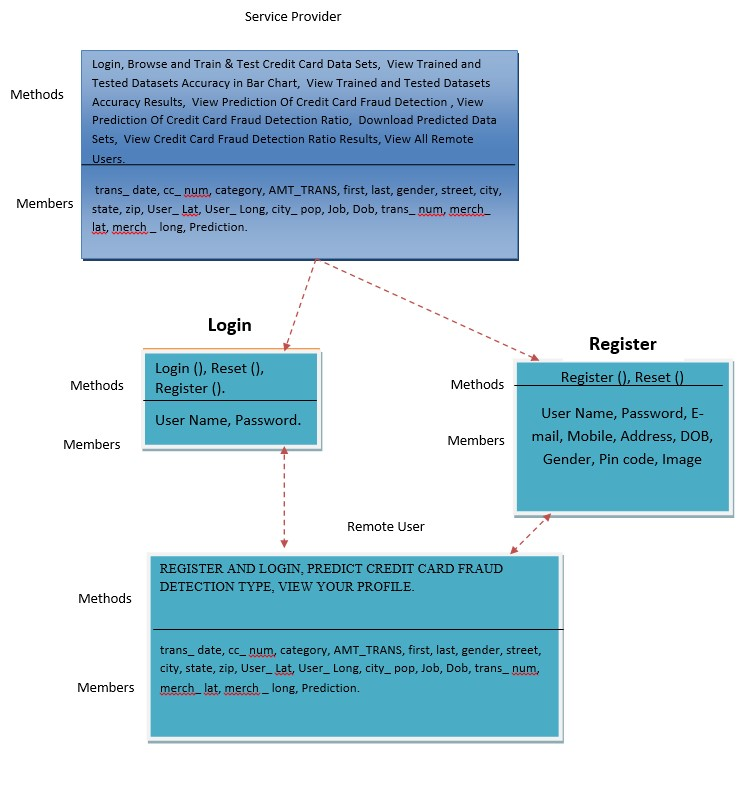 Service Provider
Methods
Login, Browse and Train & Test Credit Card Data Sets, View Trained and
Tested Datasets Accuracy in Bar Chart, View Trained and Tested Datasets
Accuracy Results, View Prediction Of Credit Card Fraud Detection , View
Prediction Of Credit Card Fraud Detection Ratio, Download Predicted Data
Sets, View Credit Card Fraud Detection Ratio Results, View All Remote
Users.
Members
trans_ date, cc_ num, category, AMT_TRANS, first, last, gender, street, city,
state, zip, User_ Lat, User_ Long, city_ pop, Job, Dob, trans_ num, merch_
lat, merch _ long, Prediction.
Login
Methods
Login (), Reset (),
Register ().
Members
User Name, Password.
Register
Methods
Register (), Reset ()
Members
User Name, Password, E-
mail, Mobile, Address, DOB,
Gender, Pin code, Image
Remote User
Methods
REGISTER AND LOGIN, PREDICT CREDIT CARD FRAUD
DETECTION TYPE, VIEW YOUR PROFILE.
Members
trans_ date, cc_ num, category, AMT_TRANS, first, last, gender, street,
city, state, zip, User_ Lat, User_ Long, city_ pop, Job, Dob, trans_ num,
merch_ lat, merch _ long, Prediction.